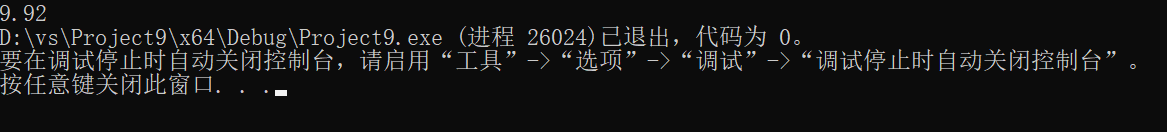 9.92
D:\vs\Project9\x64\Debug\Project9.exe (进程 26024)已退出，代码为 0。
要在调试停止时自动关闭控制台，请启用“工具”->“选项”->“调试”->“调试停止时自动关闭控制台”。
按任意键关闭此窗口. . .